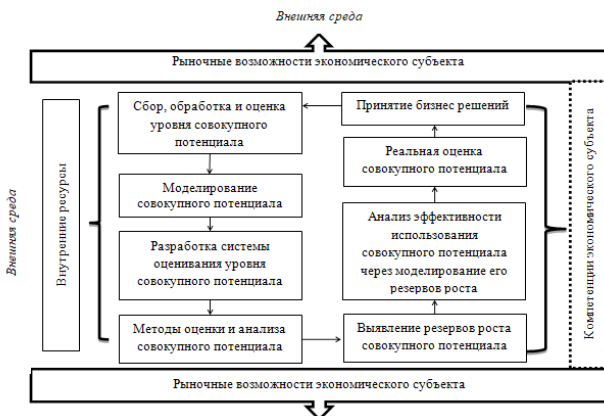 Внешняя среда
Рыночные возможности экономического субъекта
Внешняя среда
Внутренние ресурсы
Сбор, обработка и оценка
уровня совокупного
потенциала
Моделирование
совокупного потенциала
Разработка системы
оценивания уровня
совокупного потенциала
Методы оценки и анализа
совокупного потенциала
Принятие бизнес решений
Реальная оценка
совокупного потенциала
Анализ эффективности
использования
совокупного потенциала
через моделирование его
резервов роста
Выявление резервов роста
совокупного потенциала
Компетенции экономического субъекта
Рыночные возможности экономического субъекта